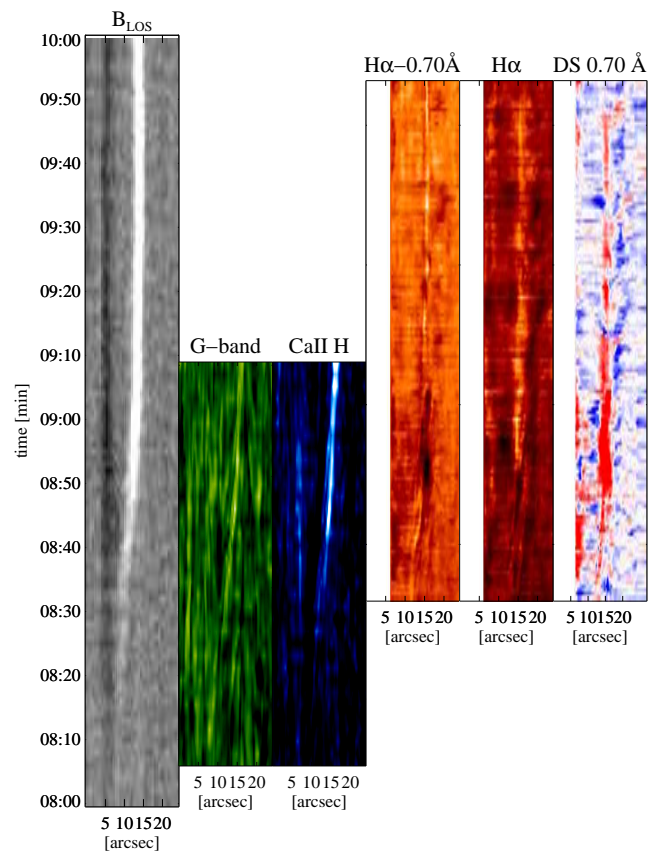 B_LOS
Hα−0.70Å Hα DS 0.70 Å
G−band CaII H
time [min]
10:00
09:50
09:40
09:30
09:20
09:10
09:00
08:50
08:40
08:30
08:20
08:10
08:00
5 10 15 20
[arcsec]
5 10 15 20
[arcsec]
5 10 15 20
[arcsec]
5 10 15 20
[arcsec]
5 10 15 20
[arcsec]
5 10 15 20
[arcsec]